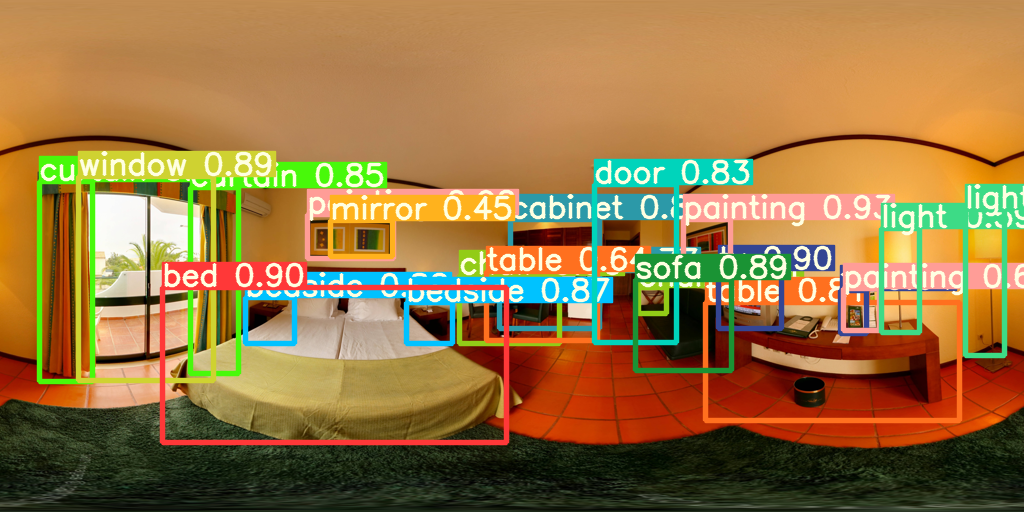 window 0.89
curtain 0.85
door 0.83
mirror 0.45
cabinet 0.8
painting 0.93
light
light
table 0.64
0.90
sofa 0.89
bed 0.90
bedside 0.87
table 0.8
painting 0.6